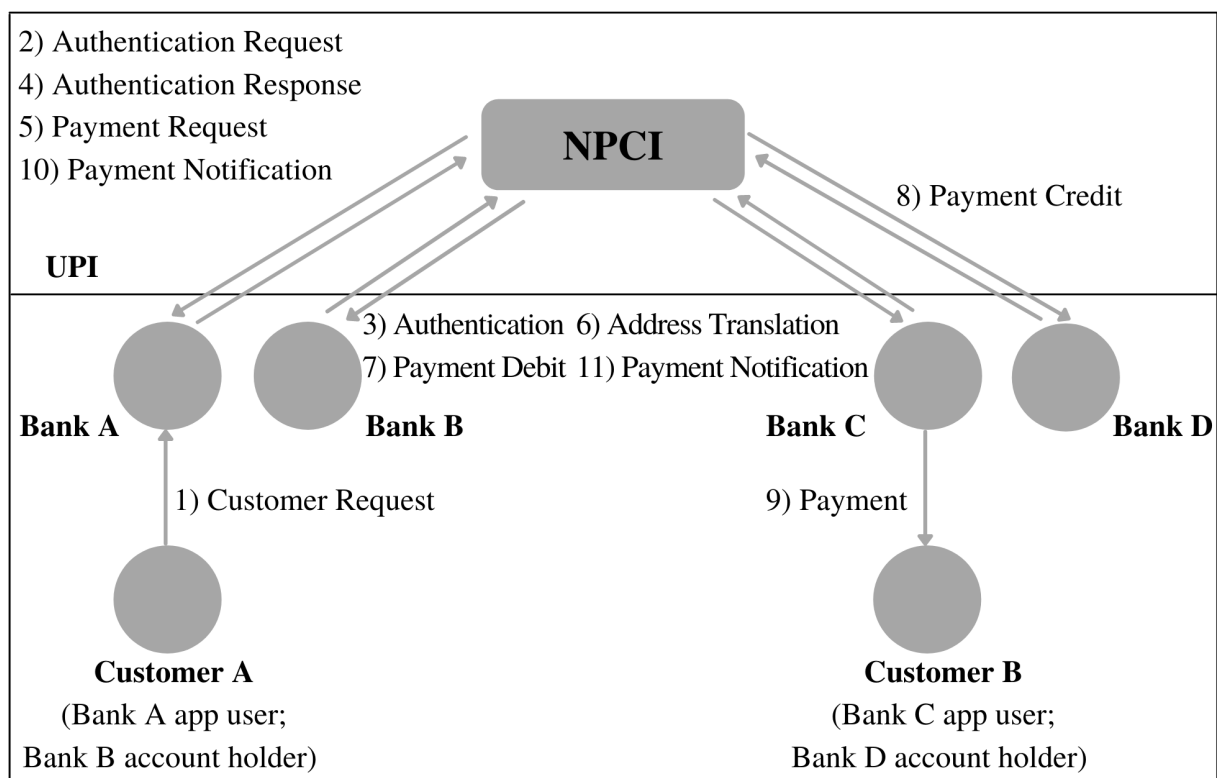 2) Authentication Request
4) Authentication Response
5) Payment Request
10) Payment Notification
NPCI
8) Payment Credit
UPI
3) Authentication 6) Address Translation
7) Payment Debit 11) Payment Notification
Bank A
Bank B
Bank C
Bank D
1) Customer Request
9) Payment
Customer A
(Bank A app user;
Bank B account holder)
Customer B
(Bank C app user;
Bank D account holder)